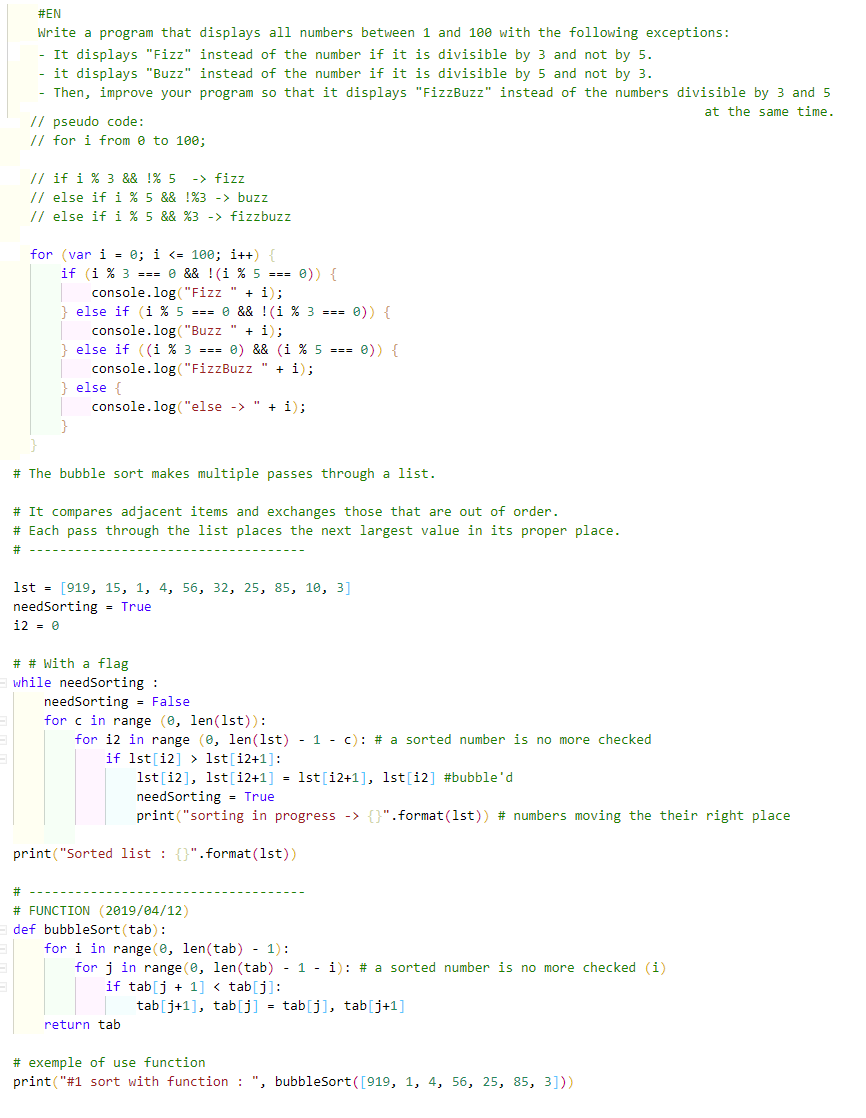 #EN
Write a program that displays all numbers between 1 and 100 with the following exceptions:
- It displays "Fizz" instead of the number if it is divisible by 3 and not by 5.
- it displays "Buzz" instead of the number if it is divisible by 5 and not by 3.
- Then, improve your program so that it displays "FizzBuzz" instead of the numbers divisible by 3 and 5
at the same time.
// pseudo code:
// for i from 0 to 100;
// if i % 3 && !% 5  -> fizz
// else if i % 5 && !%3 -> buzz
// else if i % 5 && %3 -> fizzbuzz
for (var i = 0; i <= 100; i++) {
    if (i % 3 === 0 && !(i % 5 === 0)) {
        console.log("Fizz " + i);
    } else if (i % 5 === 0 && !(i % 3 === 0)) {
        console.log("Buzz " + i);
    } else if ((i % 3 === 0) && (i % 5 === 0)) {
        console.log("FizzBuzz " + i);
    } else {
        console.log("else -> " + i);
    }
}
# The bubble sort makes multiple passes through a list.
# It compares adjacent items and exchanges those that are out of order.
# Each pass through the list places the next largest value in its proper place.
# ------------------------------------
lst = [919, 15, 1, 4, 56, 32, 25, 85, 10, 3]
needSorting = True
i2 = 0
# # With a flag
while needSorting :
    needSorting = False
    for c in range (0, len(lst)):
        for i2 in range (0, len(lst) - 1 - c): # a sorted number is no more checked
            if lst[i2] > lst[i2+1]:
                lst[i2], lst[i2+1] = lst[i2+1], lst[i2] #bubble'd
                needSorting = True
                print("sorting in progress -> {}".format(lst)) # numbers moving the their right place
print("Sorted list : {}".format(lst))
# ------------------------------------
# FUNCTION (2019/04/12)
def bubbleSort(tab):
    for i in range(0, len(tab) - 1):
        for j in range(0, len(tab) - 1 - i): # a sorted number is no more checked (i)
            if tab[j + 1] < tab[j]:
                tab[j+1], tab[j] = tab[j], tab[j+1]
    return tab
# exemple of use function
print("#1 sort with function : ", bubbleSort([919, 1, 4, 56, 25, 85, 3]))